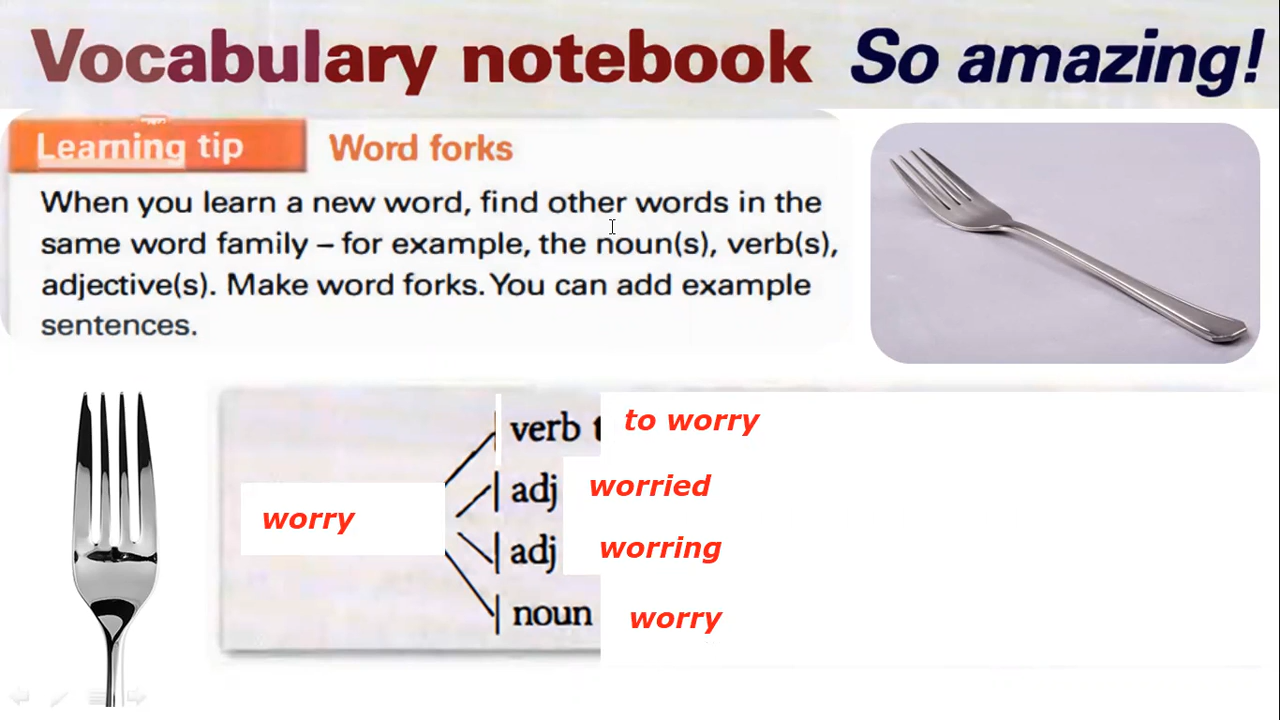 Vocabulary notebook So amazing!
Learning tip Word forks
When you learn a new word, find other words in the
same word family – for example, the noun(s), verb(s),
adjective(s). Make word forks. You can add example
sentences.
verb to worry
adj worried
worry
adj worring
noun worry